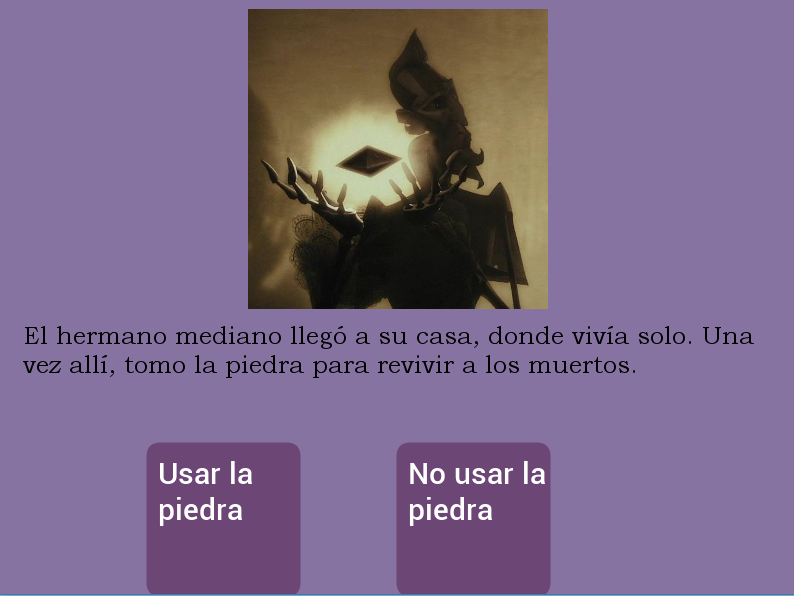 El hermano mediano llegó a su casa, donde vivía solo. Una
vez allí, tomo la piedra para revivir a los muertos.
Usar la
piedra
No usar la
piedra